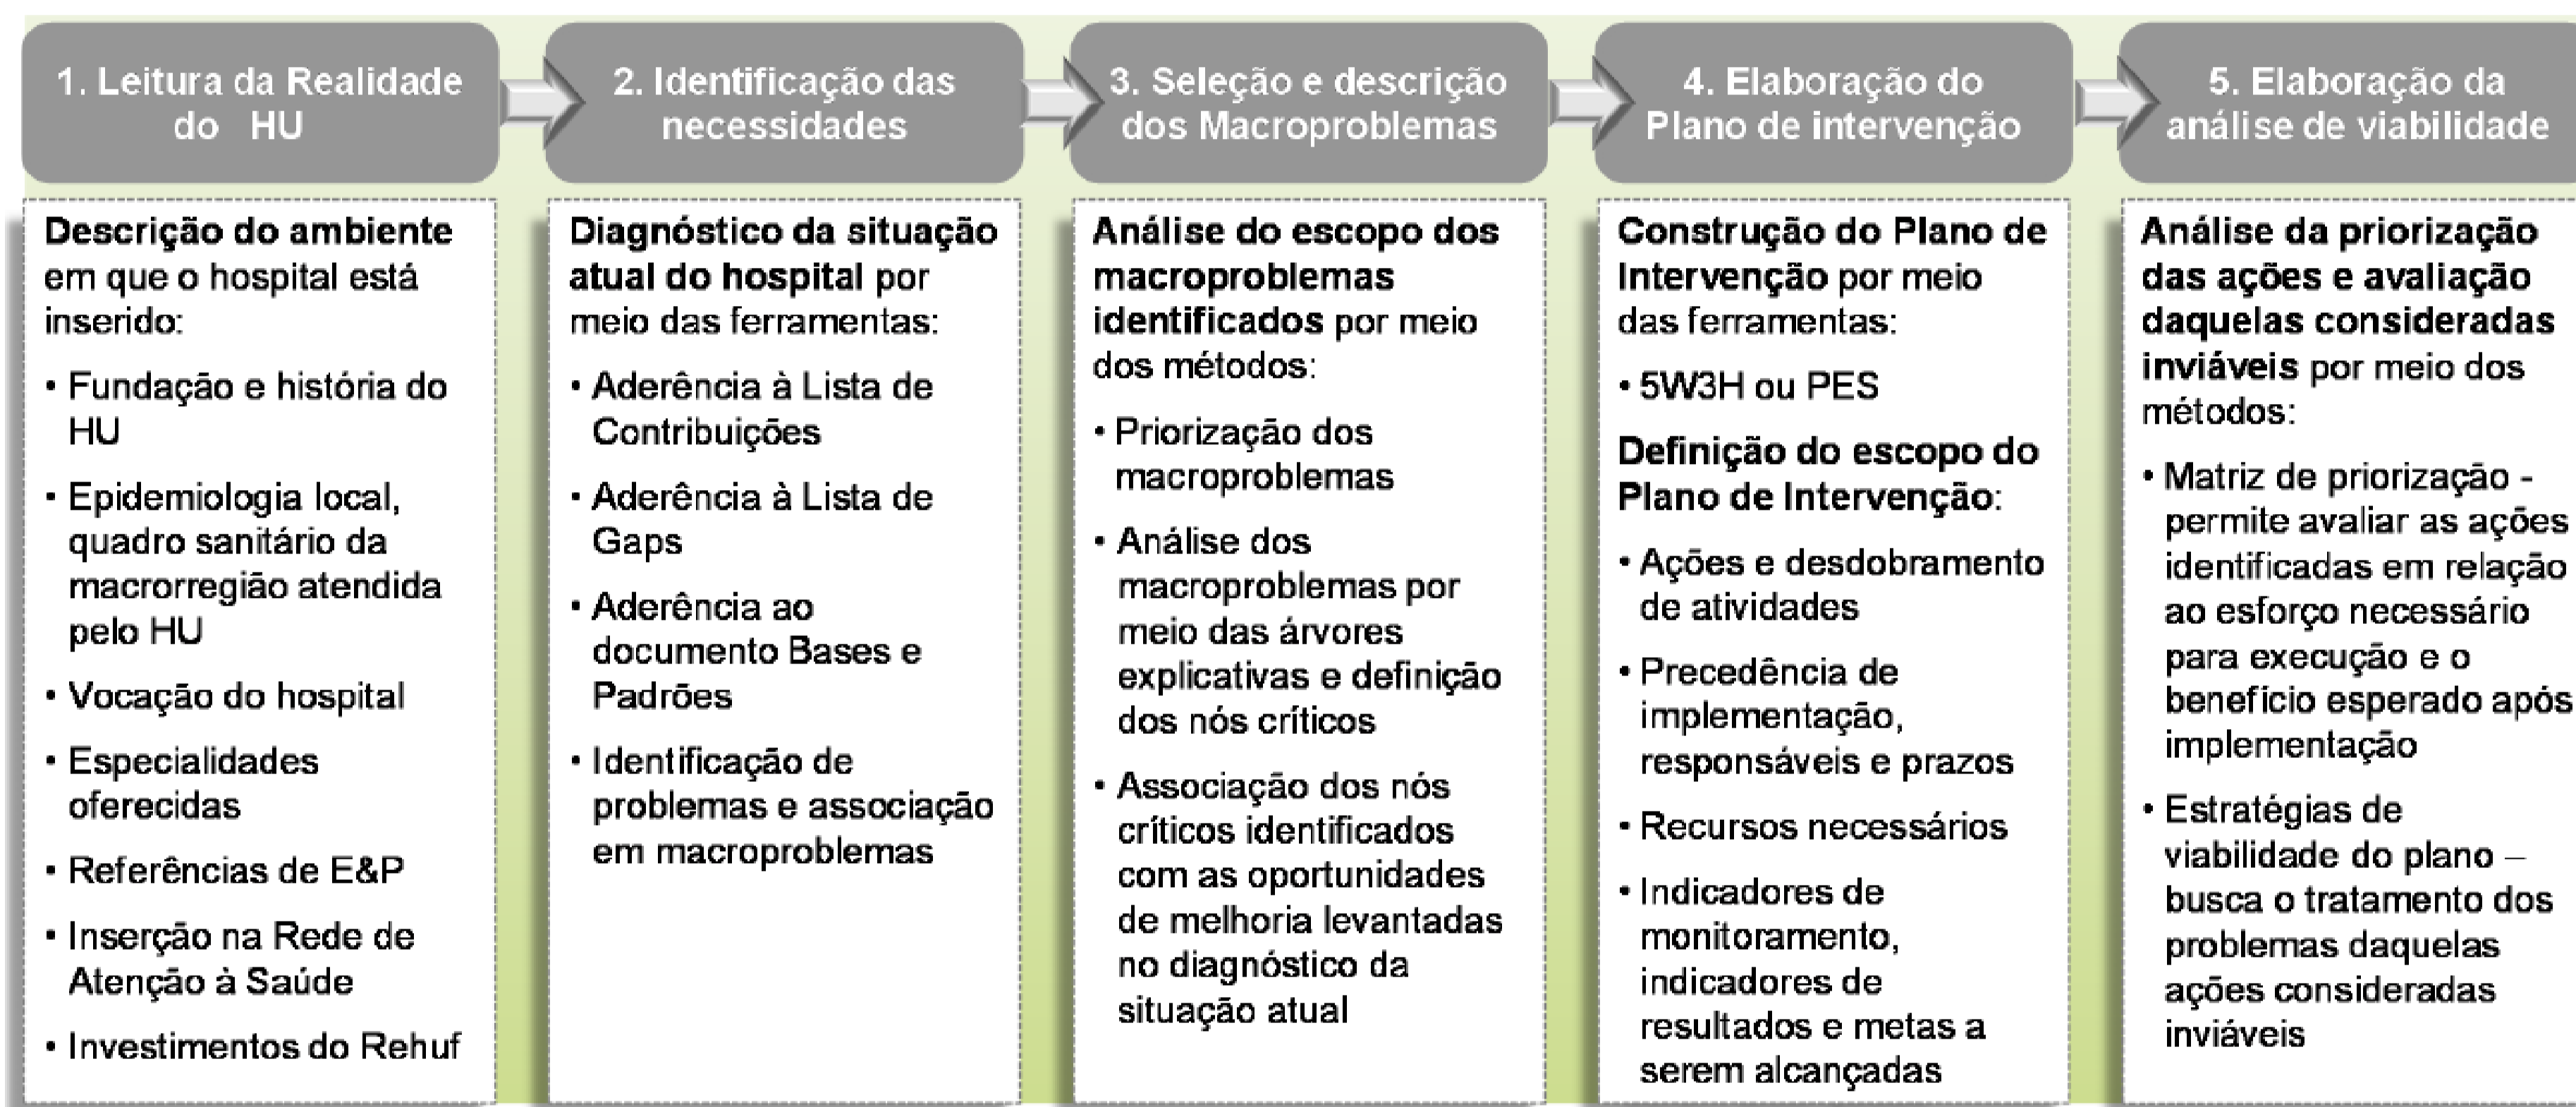 1. Leitura da Realidade
do HU
2. Identificação das
necessidades
3. Seleção e descrição
dos Macroproblemas
4. Elaboração do
Plano de intervenção
5. Elaboração da
análise de viabilidade
Descrição do ambiente
em que o hospital está
inserido:
• Fundação e história do
HU
• Epidemiologia local,
quadro sanitário da
macrorregião atendida
pelo HU
• Vocação do hospital
• Especialidades
oferecidas
• Referências de E&P
• Inserção na Rede de
Atenção à Saúde
• Investimentos do Rehuf
Diagnóstico da situação
atual do hospital por
meio das ferramentas:
• Aderência à Lista de
Contribuições
• Aderência à Lista de
Gaps
• Aderência ao
documento Bases e
Padrões
• Identificação de
problemas e associação
em macroproblemas
Análise do escopo dos
macroproblemas
identificados por meio
dos métodos:
• Priorização dos
macroproblemas
• Análise dos
macroproblemas por
meio das árvores
explicativas e definição
dos nós críticos
• Associação dos nós
críticos identificados
com as oportunidades
de melhoria levantadas
no diagnóstico da
situação atual
Construção do Plano de
Intervenção por meio
das ferramentas:
• 5W3H ou PES
Definição do escopo do
Plano de Intervenção:
• Ações e desdobramento
de atividades
• Precedência de
implementação,
responsáveis e prazos
• Recursos necessários
• Indicadores de
monitoramento,
indicadores de
resultados e metas a
serem alcançadas
Análise da priorização
das ações e avaliação
daquelas consideradas
inviáveis por meio dos
métodos:
• Matriz de priorização -
permite avaliar as ações
identificadas em relação
ao esforço necessário
para execução e o
benefício esperado após
implementação
• Estratégias de
viabilidade do plano –
busca o tratamento dos
problemas daquelas
ações consideradas
inviáveis